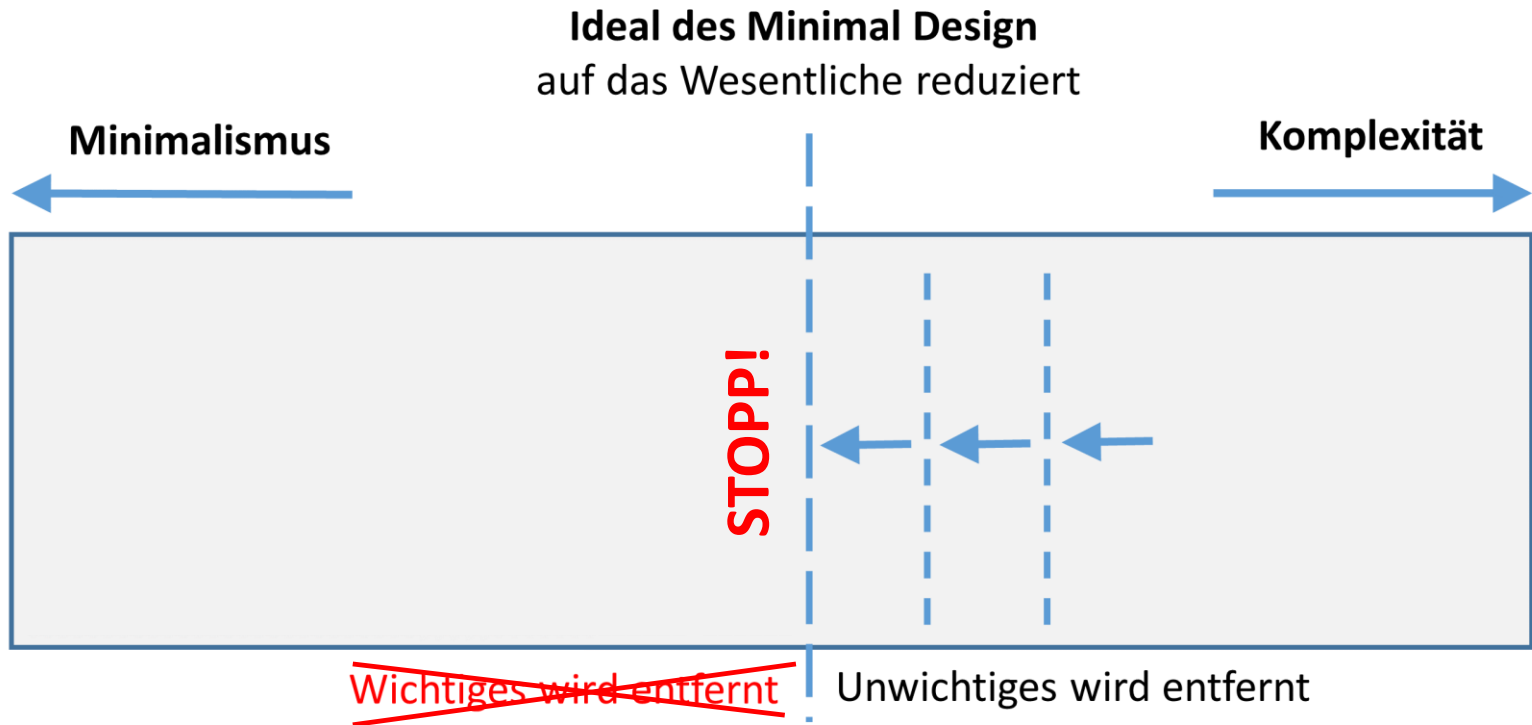 Ideal des Minimal Design
auf das Wesentliche reduziert
Minimalismus
Komplexität
STOPP!
Wichtiges wird entfernt
Unwichtiges wird entfernt